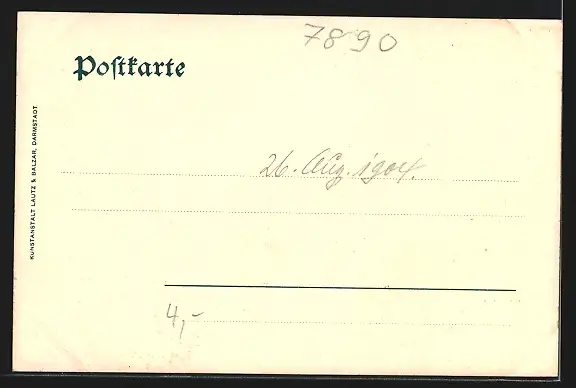 7890
Postkarte
KUNSTANSTALT LAUTZ & BALZAR, DARMSTADT
26. Aug. 1904.
4,-